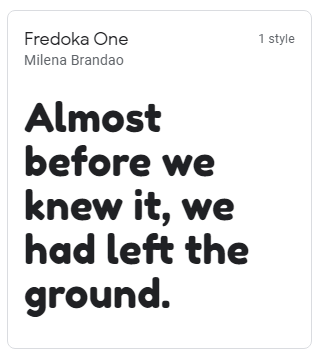 Fredoka One
1 style
Milena Brandao
Almost
before we
knew it, we
had left the
ground.